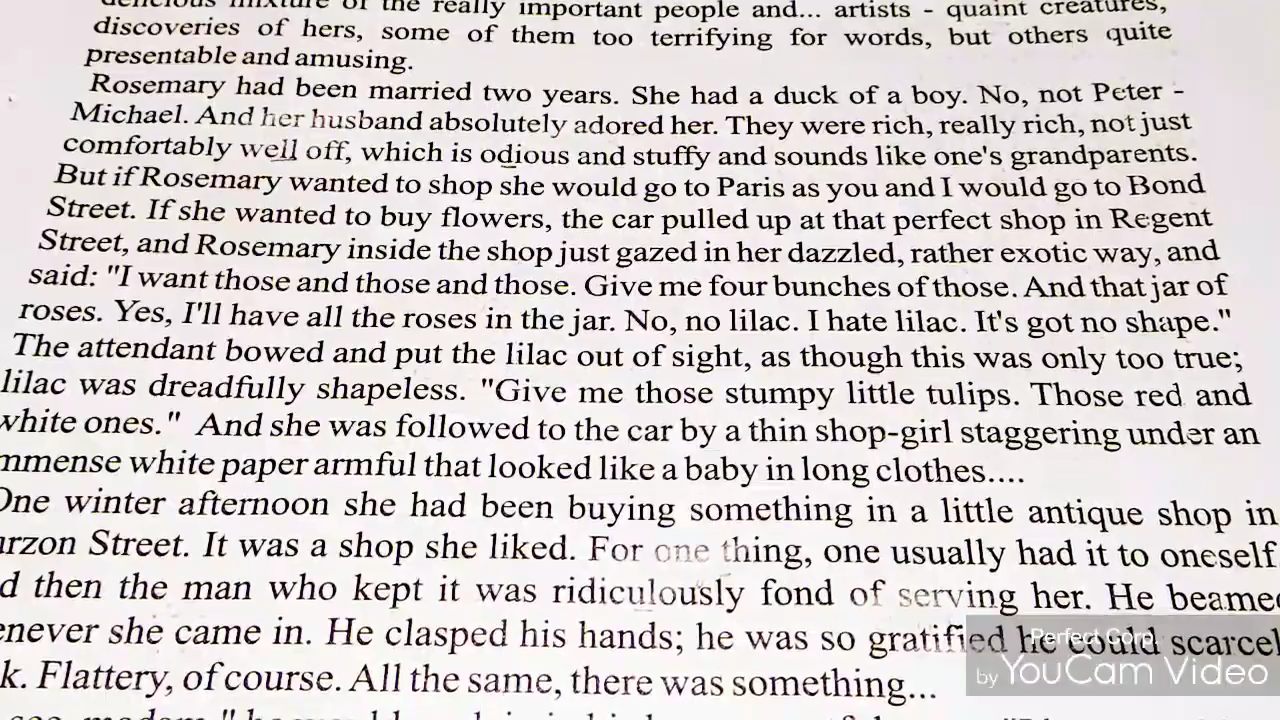 delicious mixture of the really important people and... artists - quaint creatures,
discoveries of hers, some of them too terrifying for words, but others quite
presentable and amusing.
Rosemary had been married two years. She had a duck of a boy. No, not Peter -
Michael. And her husband absolutely adored her. They were rich, really rich, not just
comfortably well off, which is odious and stuffy and sounds like one's grandparents.
But if Rosemary wanted to shop she would go to Paris as you and I would go to Bond
Street. If she wanted to buy flowers, the car pulled up at that perfect shop in Regent
Street, and Rosemary inside the shop just gazed in her dazzled, rather exotic way, and
said: "I want those and those and those. Give me four bunches of those. And that jar of
roses. Yes, I'll have all the roses in the jar. No, no lilac. I hate lilac. It's got no shape."
The attendant bowed and put the lilac out of sight, as though this was only too true;
lilac was dreadfully shapeless. "Give me those stumpy little tulips. Those red and
white ones." And she was followed to the car by a thin shop-girl staggering under an
mmense white paper armful that looked like a baby in long clothes....
One winter afternoon she had been buying something in a little antique shop in
urzon Street. It was a shop she liked. For one thing, one usually had it to oneself.
d then the man who kept it was ridiculously fond of serving her. He beamed
enever she came in. He clasped his hands; he was so gratified he could scarcel
k. Flattery, of course. All the same, there was something...
Perfect Corp.
by YouCam Video